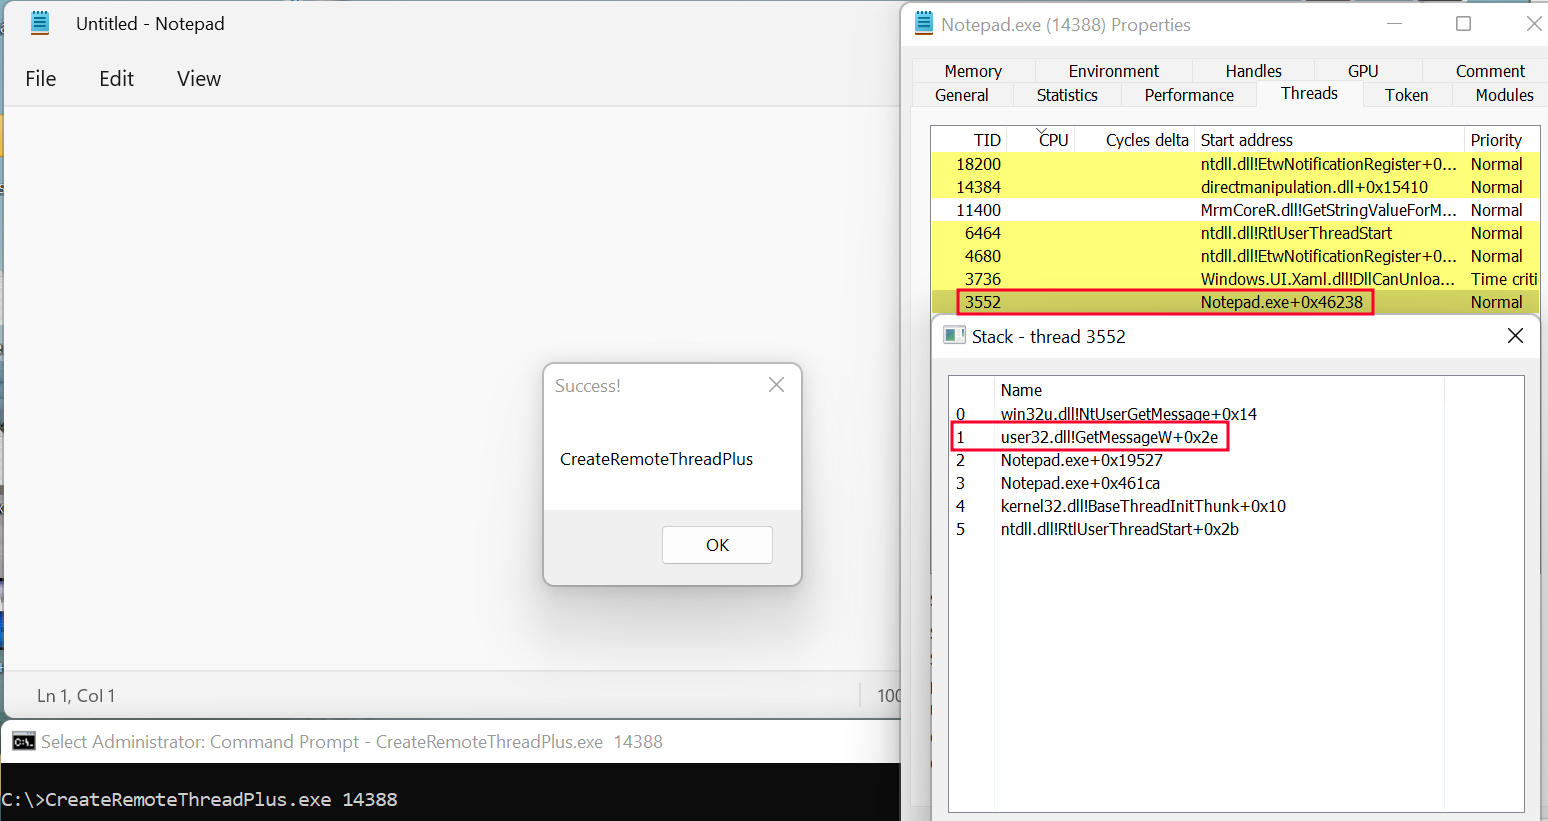 Untitled - Notepad
File Edit View
Success!
CreateRemoteThreadPlus
OK
Ln 1, Col 1
Select Administrator: Command Prompt - CreateRemoteThreadPlus.exe 14388
C:\>CreateRemoteThreadPlus.exe 14388
Notepad.exe (14388) Properties
Memory Environment Handles GPU Comment
General Statistics Performance Threads Token Modules
TID CPU Cycles delta Start address Priority
18200 ntdll.dll!EtwNotificationRegister+0... Normal
14384 directmanipulation.dll+0x15410 Normal
11400 MrmCoreR.dll!GetStringValueForM... Normal
6464 ntdll.dll!RtlUserThreadStart Normal
4680 ntdll.dll!EtwNotificationRegister+0... Normal
3736 Windows.UI.Xaml.dll!DllCanUnloa... Time criti
3552 Notepad.exe+0x46238 Normal
Stack - thread 3552
Name
0 win32u.dll!NtUserGetMessage+0x14
1 user32.dll!GetMessageW+0x2e
2 Notepad.exe+0x19527
3 Notepad.exe+0x461ca
4 kernel32.dll!BaseThreadInitThunk+0x10
5 ntdll.dll!RtlUserThreadStart+0x2b